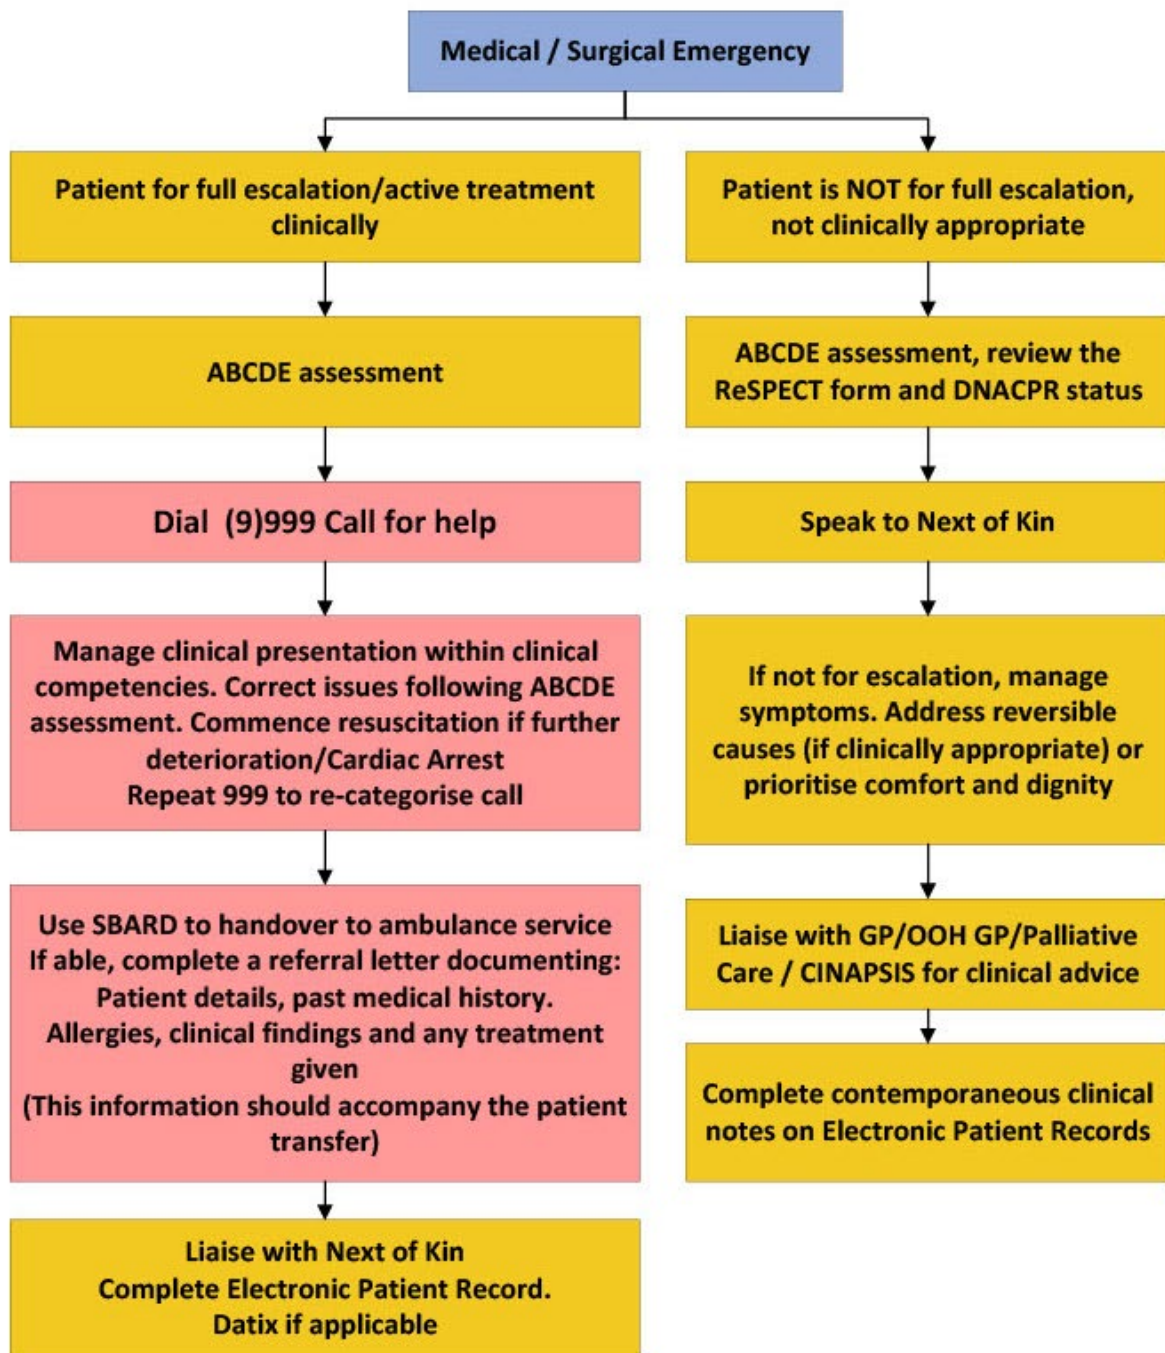 Medical / Surgical Emergency
Patient for full escalation/active treatment
clinically
ABCDE assessment
Dial  (9)999 Call for help
Manage clinical presentation within clinical
competencies. Correct issues following ABCDE
assessment. Commence resuscitation if further
deterioration/Cardiac Arrest
Repeat 999 to re-categorise call
Use SBARD to handover to ambulance service
If able, complete a referral letter documenting:
Patient details, past medical history.
Allergies, clinical findings and any treatment
given
(This information should accompany the patient
transfer)
Liaise with Next of Kin
Complete Electronic Patient Record.
Datix if applicable
Patient is NOT for full escalation,
not clinically appropriate
ABCDE assessment, review the
ReSPECT form and DNACPR status
Speak to Next of Kin
If not for escalation, manage
symptoms. Address reversible
causes (if clinically appropriate) or
prioritise comfort and dignity
Liaise with GP/OOH GP/Palliative
Care / CINAPSIS for clinical advice
Complete contemporaneous clinical
notes on Electronic Patient Records